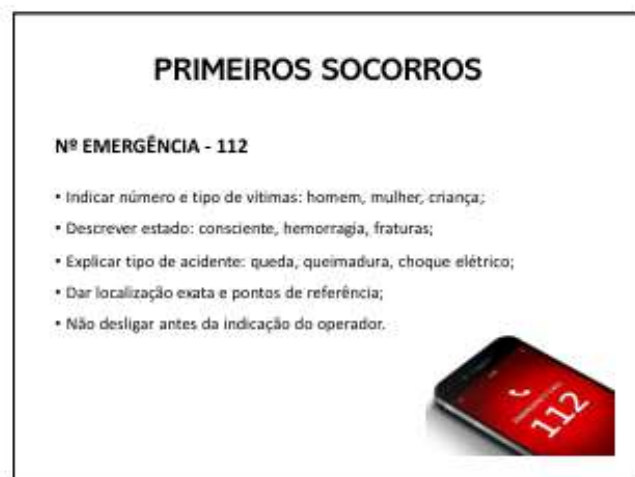 PRIMEIROS SOCORROS
Nº EMERGÊNCIA - 112
• Indicar número e tipo de vítimas: homem, mulher, criança;
• Descrever estado: consciente, hemorragia, fraturas;
• Explicar tipo de acidente: queda, queimadura, choque elétrico;
• Dar localização exata e pontos de referência;
• Não desligar antes da indicação do operador.
112